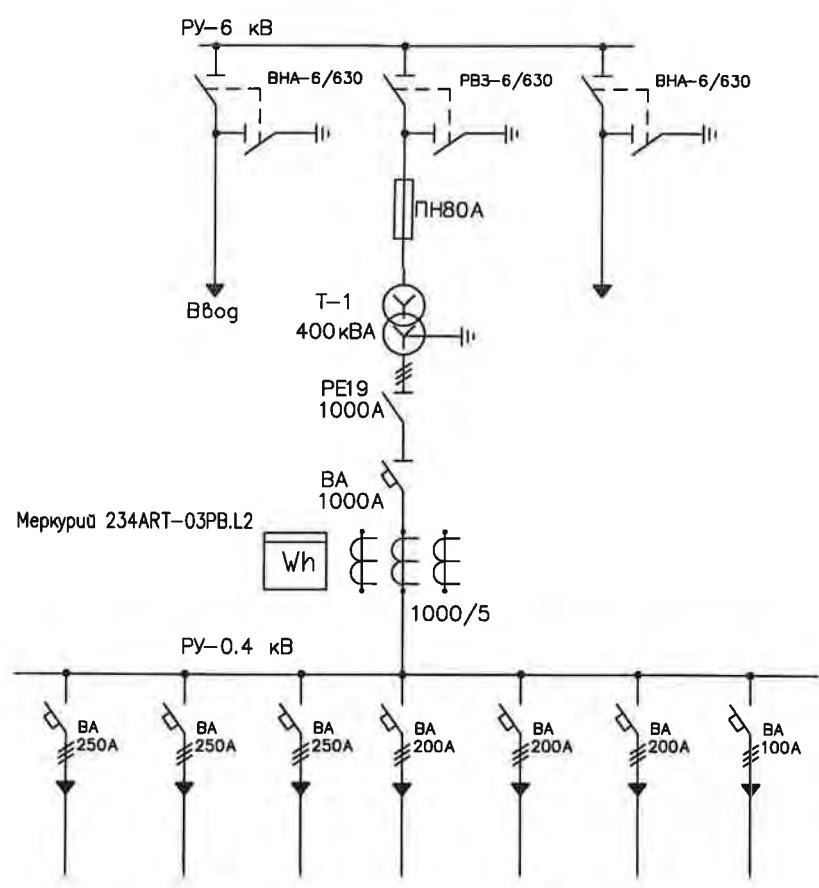 РУ-6 кВ
ВНА-6/630
РВЗ-6/630
ВНА-6/630
ПН80А
Ввод
Т-1
400кВА
РЕ19
1000А
ВА
1000А
Меркурий 234ART-03PB.L2
Wh
1000/5
РУ-0.4 кВ
ВА
250А
ВА
250А
ВА
250А
ВА
200А
ВА
200А
ВА
200А
ВА
100А